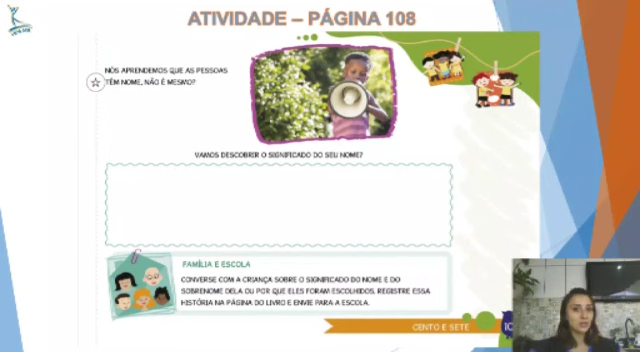 ATIVIDADE – PÁGINA 108
NÓS APRENDEMOS QUE AS PESSOAS
TÊM NOME, NÃO É MESMO?
VAMOS DESCOBRIR O SIGNIFICADO DO SEU NOME?
FAMÍLIA E ESCOLA
CONVERSE COM A CRIANÇA SOBRE O SIGNIFICADO DO NOME E DO
SOBRENOME DELA OU POR QUE ELES FORAM ESCOLHIDOS. REGISTRE ESSA
HISTÓRIA NA PÁGINA DO LIVRO E ENVIE PARA A ESCOLA.
CENTO E SETE